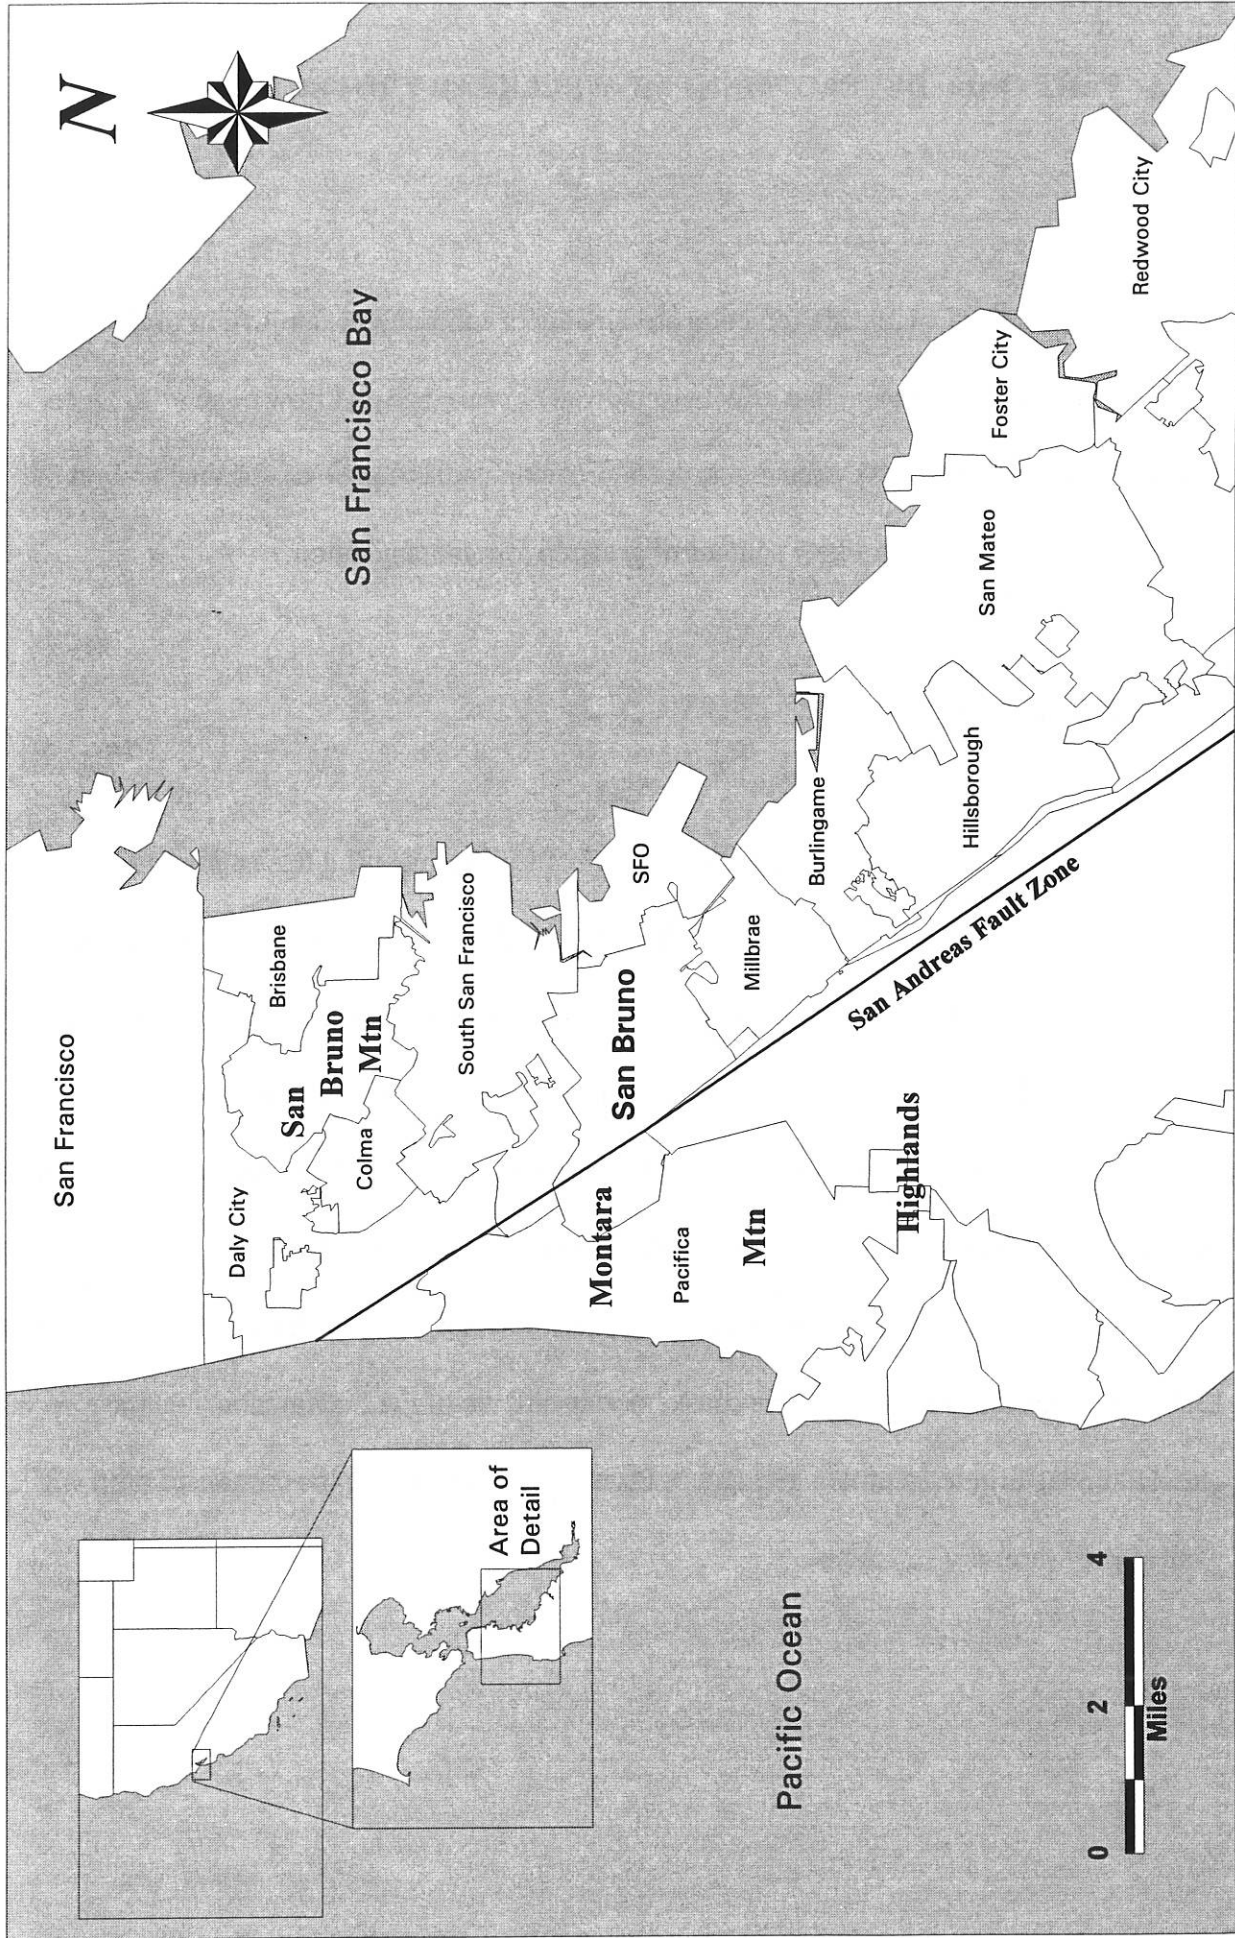 N
San Francisco
San Francisco Bay
Daly City
Brisbane
San
Bruno
Mtn
Colma
South San Francisco
San Bruno
SFO
Millbrae
Burlingame
Hillsborough
San Mateo
Foster City
Redwood City
San Andreas Fault Zone
Montara
Pacifica
Mtn
Highlands
Area of
Detail
Pacific Ocean
0 2 4
Miles